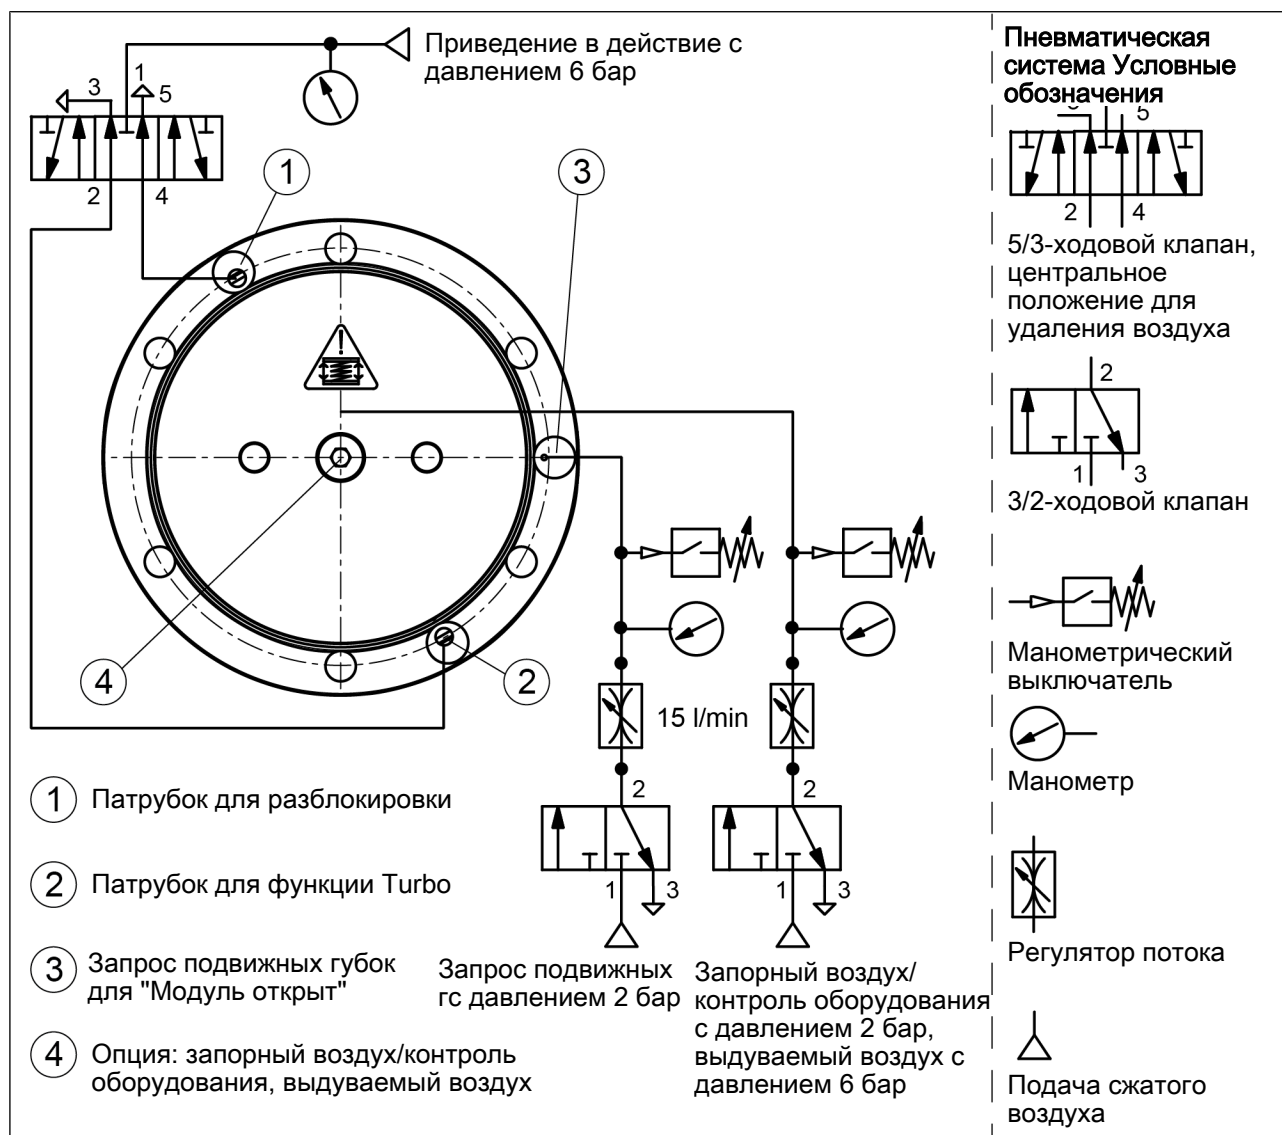 Приведение в действие с
давлением 6 бар
1
3
5
2
4
1
3
4
2
15 l/min
2
1
3
2
1
3
1 Патрубок для разблокировки
2 Патрубок для функции Turbo
3 Запрос подвижных губок
для "Модуль открыт"
4 Опция: запорный воздух/контроль
оборудования, выдуваемый воздух
Запрос подвижных
гс давлением 2 бар
Запорный воздух/
контроль оборудования
с давлением 2 бар,
выдуваемый воздух с
давлением 6 бар
Пневматическая
система Условные
обозначения
5
2
4
5/3-ходовой клапан,
центральное
положение для
удаления воздуха
2
1
3
3/2-ходовой клапан
Манометрический
выключатель
Манометр
Регулятор потока
Подача сжатого
воздуха